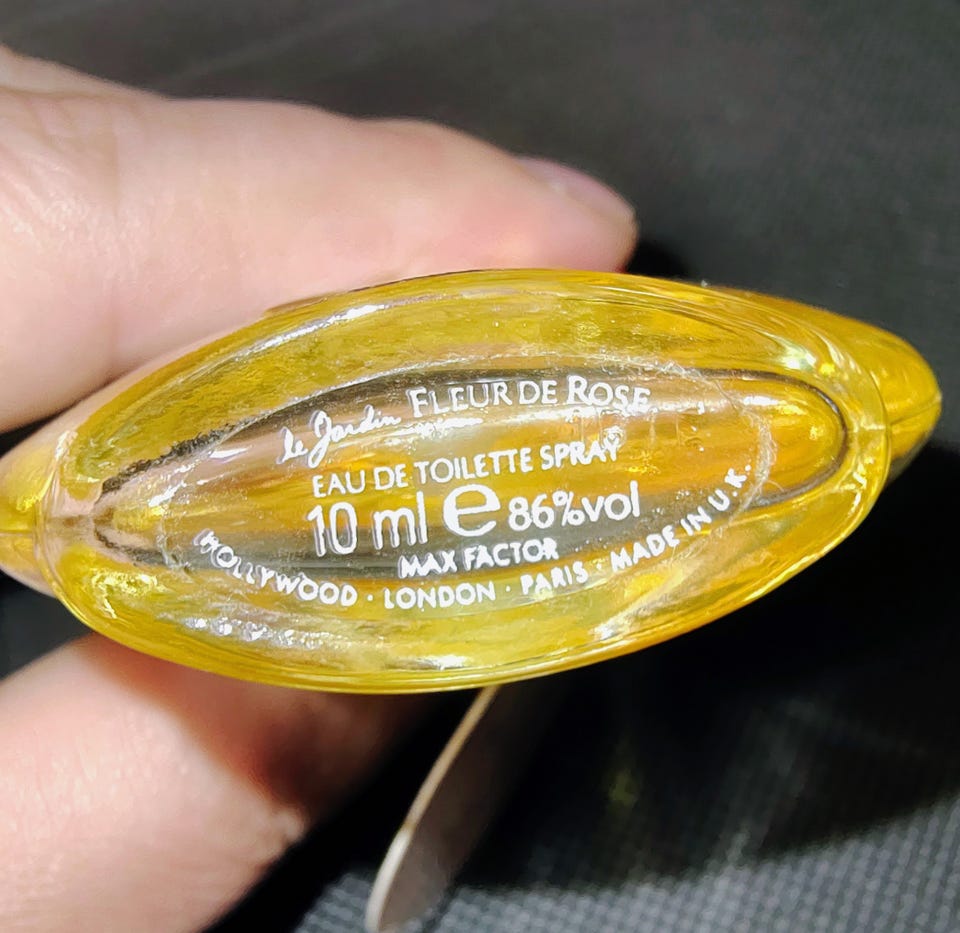 le Jardin FLEUR DE ROSE
EAU DE TOILETTE SPRAY
10 ml e 86%vol
MAX FACTOR
HOLLYWOOD · LONDON · PARIS · MADE IN U.K.